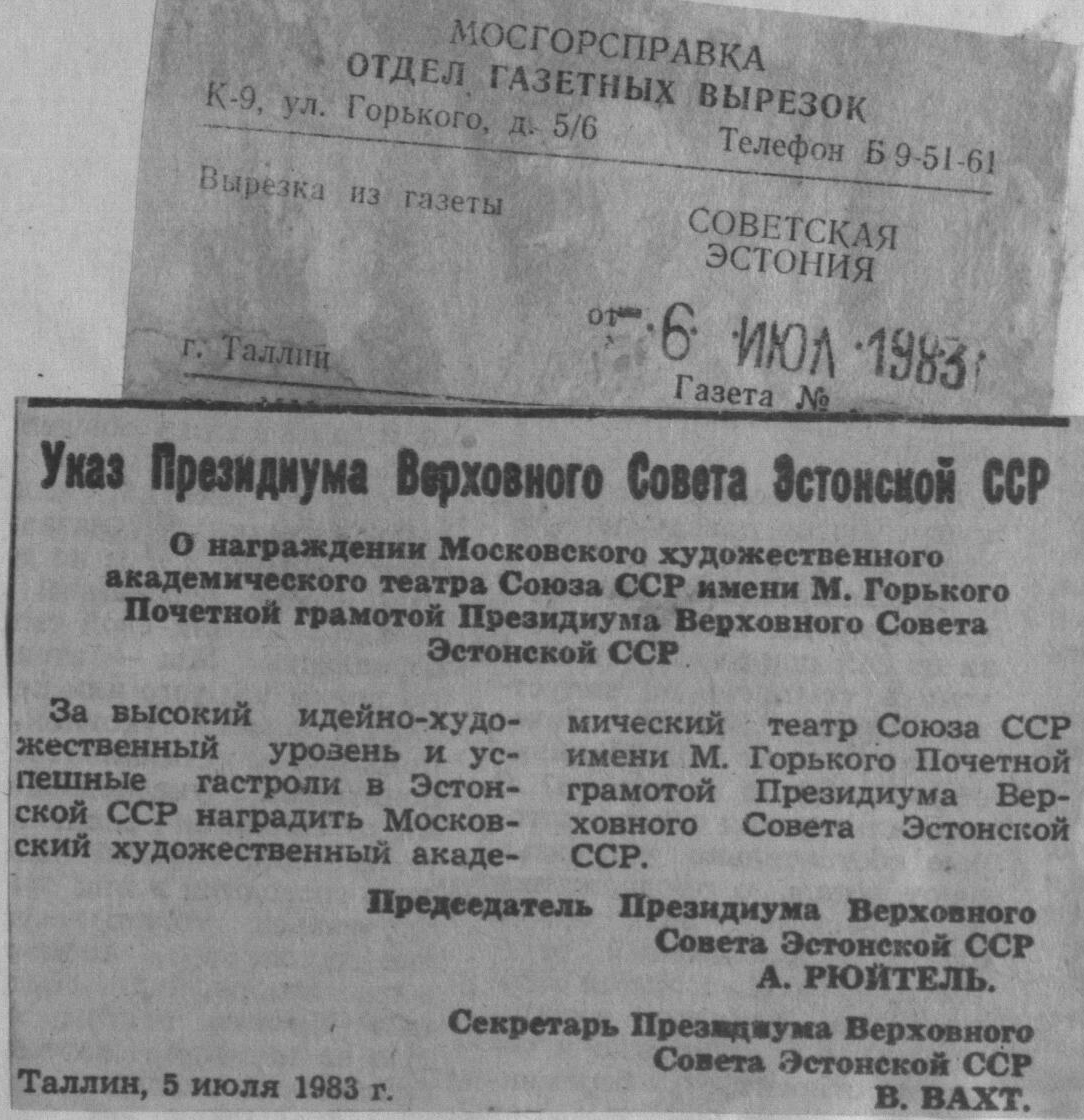 МОСГОРСПРАВКА
ОТДЕЛ ГАЗЕТНЫХ ВЫРЕЗОК
К-9, ул. Горького, д. 5/6 Телефон Б 9-51-61
Вырезка из газеты
СОВЕТСКАЯ
ЭСТОНИЯ
от - 6 ИЮЛ 1983
г. Таллин
Газета №
Указ Президиума Верховного Совета Эстонской ССР
О награждении Московского художественного
академического театра Союза ССР имени М. Горького
Почетной грамотой Президиума Верховного Совета
Эстонской ССР
За высокий идейно-худо-
жественный уровень и ус-
пешные гастроли в Эстон-
ской ССР наградить Москов-
ский художественный акаде-
мический театр Союза ССР
имени М. Горького Почетной
грамотой Президиума Вер-
ховного Совета Эстонской
ССР.
Председатель Президиума Верховного
Совета Эстонской ССР
А. РЮЙТЕЛЬ.
Секретарь Президиума Верховного
Совета Эстонской ССР
В. ВАХТ.
Таллин, 5 июля 1983 г.